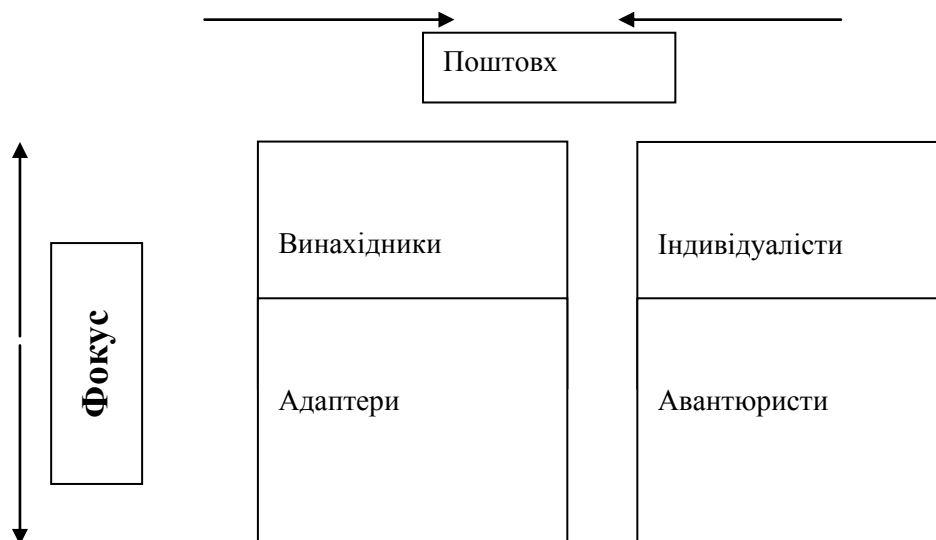 Поштовх
Винахідники
Індивідуалісти
Фокус
Адаптери
Авантюристи